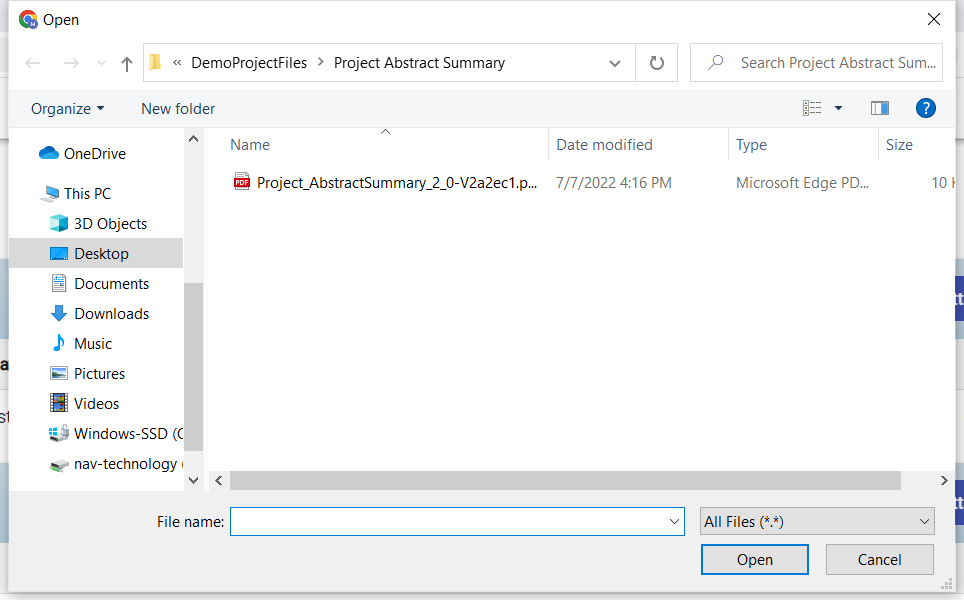 Open
« DemoProjectFiles > Project Abstract Summary
Search Project Abstract Sum...
Organize
New folder
?
OneDrive
This PC
3D Objects
Desktop
Documents
Downloads
Music
Pictures
Videos
Windows-SSD (C
nav-technology (
Name Date modified Type Size
PDF Project_AbstractSummary_2_0-V2a2ec1.p... 7/7/2022 4:16 PM Microsoft Edge PD... 10 K
File name:
All Files (*.*)
Open Cancel